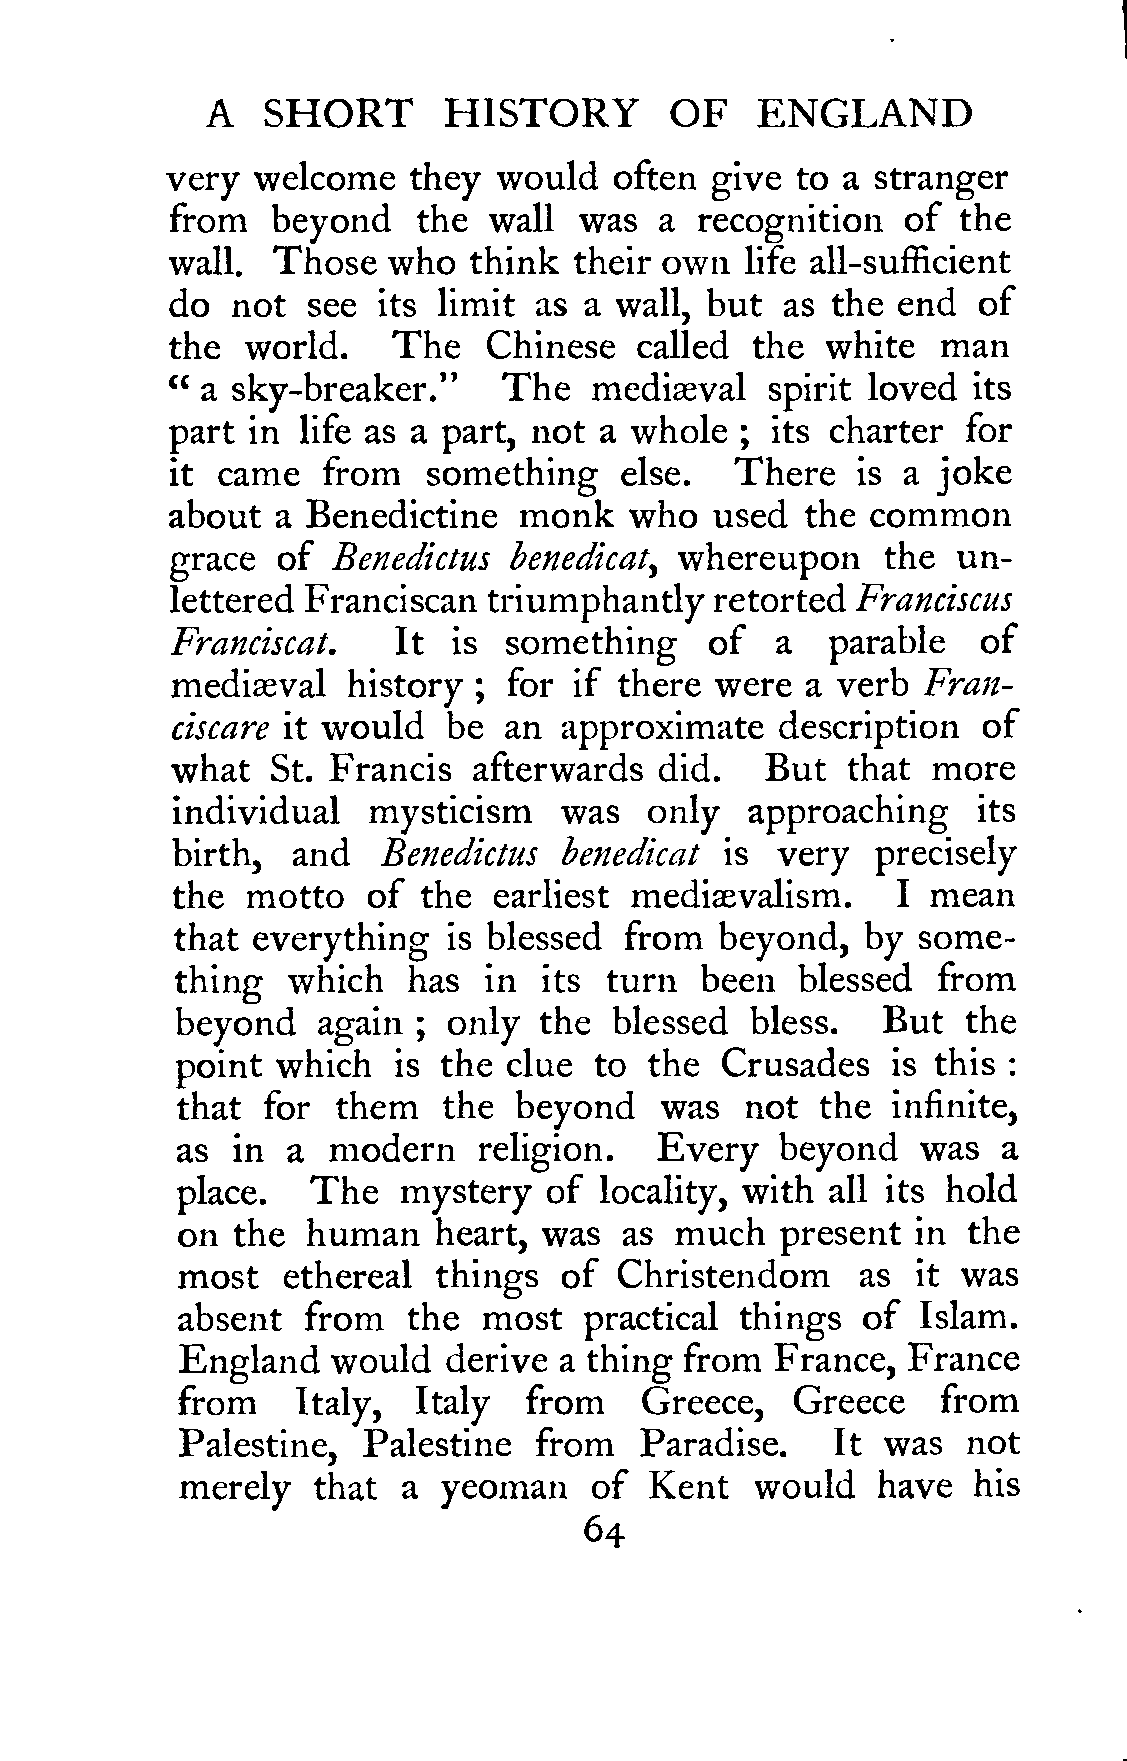 A SHORT HISTORY OF ENGLAND
very welcome they would often give to a stranger
from beyond the wall was a recognition of the
wall. Those who think their own life all-sufficient
do not see its limit as a wall, but as the end of
the world. The Chinese called the white man
“ a sky-breaker.” The mediæval spirit loved its
part in life as a part, not a whole ; its charter for
it came from something else. There is a joke
about a Benedictine monk who used the common
grace of Benedictus benedicat, whereupon the un-
lettered Franciscan triumphantly retorted Franciscus
Franciscat. It is something of a parable of
mediæval history ; for if there were a verb Fran-
ciscare it would be an approximate description of
what St. Francis afterwards did. But that more
individual mysticism was only approaching its
birth, and Benedictus benedicat is very precisely
the motto of the earliest mediævalism. I mean
that everything is blessed from beyond, by some-
thing which has in its turn been blessed from
beyond again ; only the blessed bless. But the
point which is the clue to the Crusades is this :
that for them the beyond was not the infinite,
as in a modern religion. Every beyond was a
place. The mystery of locality, with all its hold
on the human heart, was as much present in the
most ethereal things of Christendom as it was
absent from the most practical things of Islam.
England would derive a thing from France, France
from Italy, Italy from Greece, Greece from
Palestine, Palestine from Paradise. It was not
merely that a yeoman of Kent would have his
64